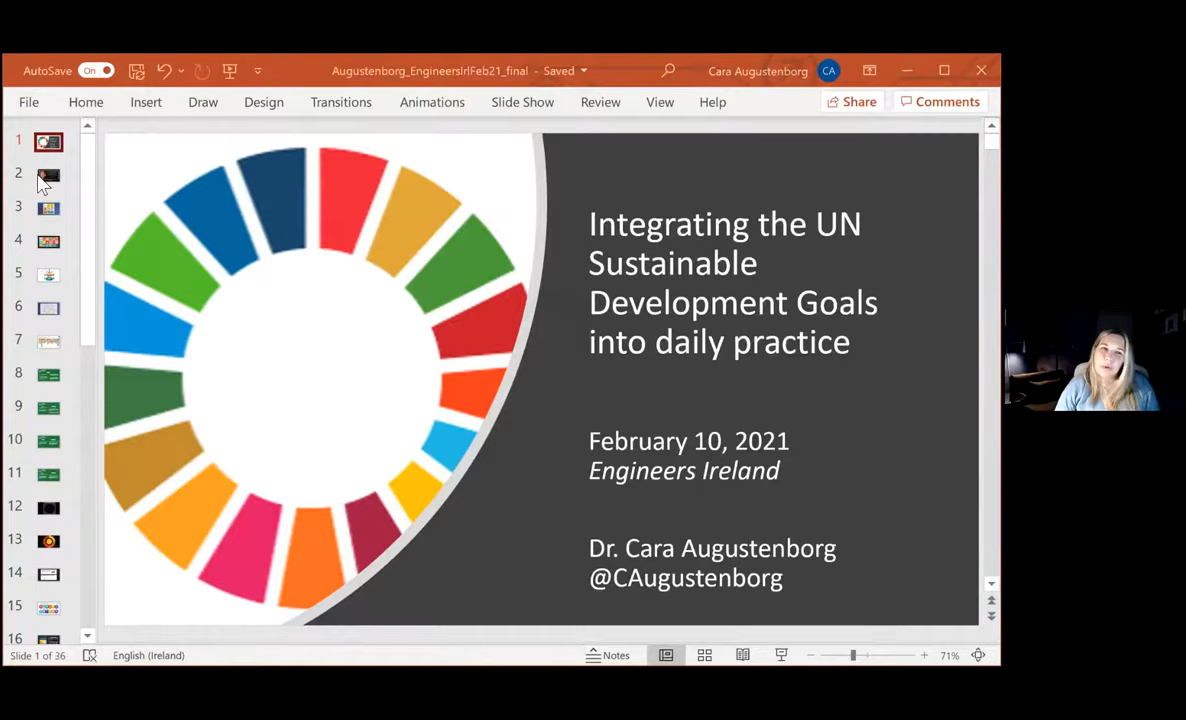 AutoSave On
Augustenborg_EngineersIrlFeb21_final - Saved
Cara Augustenborg CA
File Home Insert Draw Design Transitions Animations Slide Show Review View Help Share Comments
1
2
3
4
5
6
7
8
9
10
11
12
13
14
15
16
Integrating the UN
Sustainable
Development Goals
into daily practice
February 10, 2021
Engineers Ireland
Dr. Cara Augustenborg
@CAugustenborg
Slide 1 of 36 English (Ireland) Notes 71%